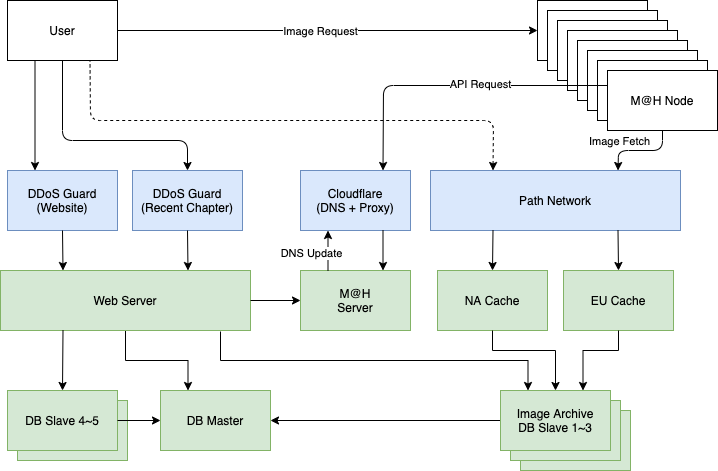 User
Image Request
API Request
M@H Node
Image Fetch
DDoS Guard
(Website)
DDoS Guard
(Recent Chapter)
Cloudflare
(DNS + Proxy)
Path Network
DNS Update
Web Server
M@H
Server
NA Cache
EU Cache
DB Slave 4~5
DB Master
Image Archive
DB Slave 1~3